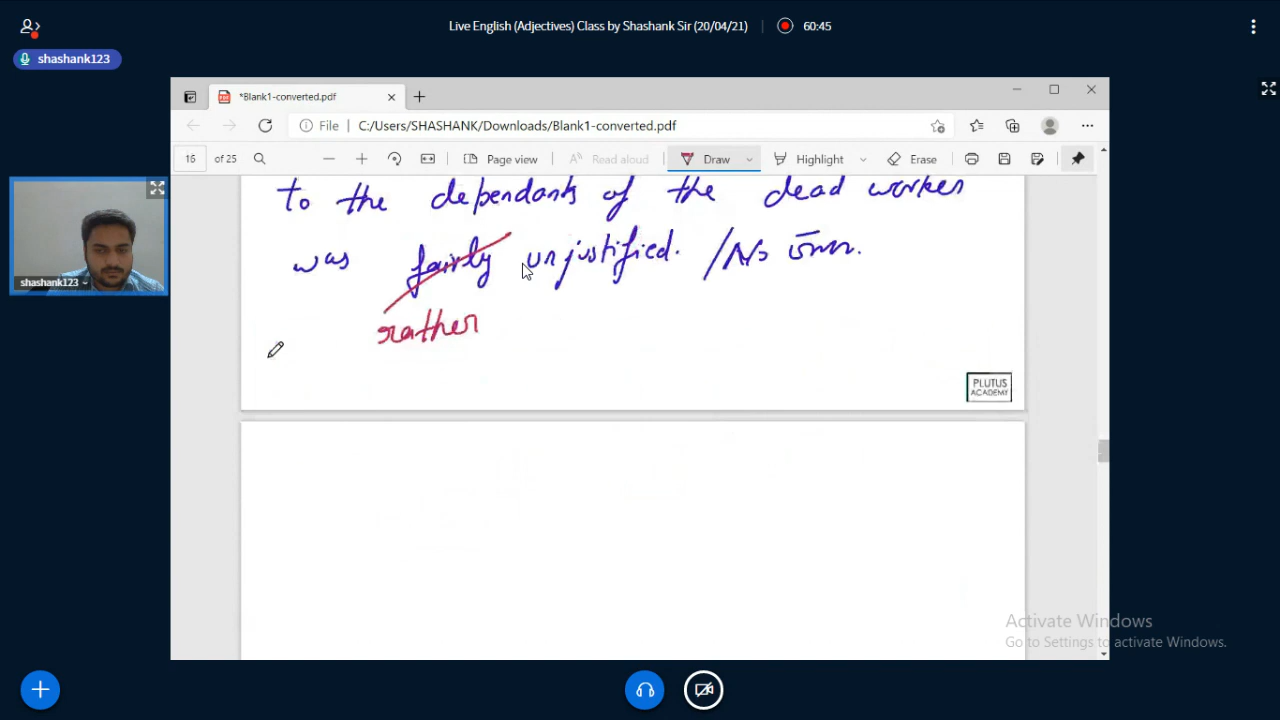 Live English (Adjectives) Class by Shashank Sir (20/04/21)
60:45
shashank123
*Blank1-converted.pdf
File
C:/Users/SHASHANK/Downloads/Blank1-converted.pdf
16 of 25
Page view
Read aloud
Draw
Highlight
Erase
to the dependants of the dead worker
was fairly unjustified. /No
rather
shashank123
PLUTUS
ACADEMY
Activate Windows
Go to Settings to activate Windows.